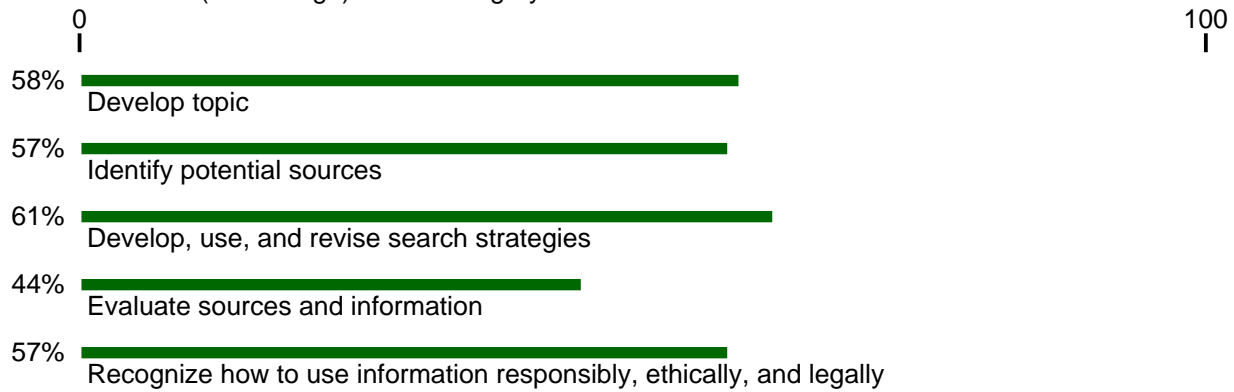 0 100
58%
Develop topic
57%
Identify potential sources
61%
Develop, use, and revise search strategies
44%
Evaluate sources and information
57%
Recognize how to use information responsibly, ethically, and legally